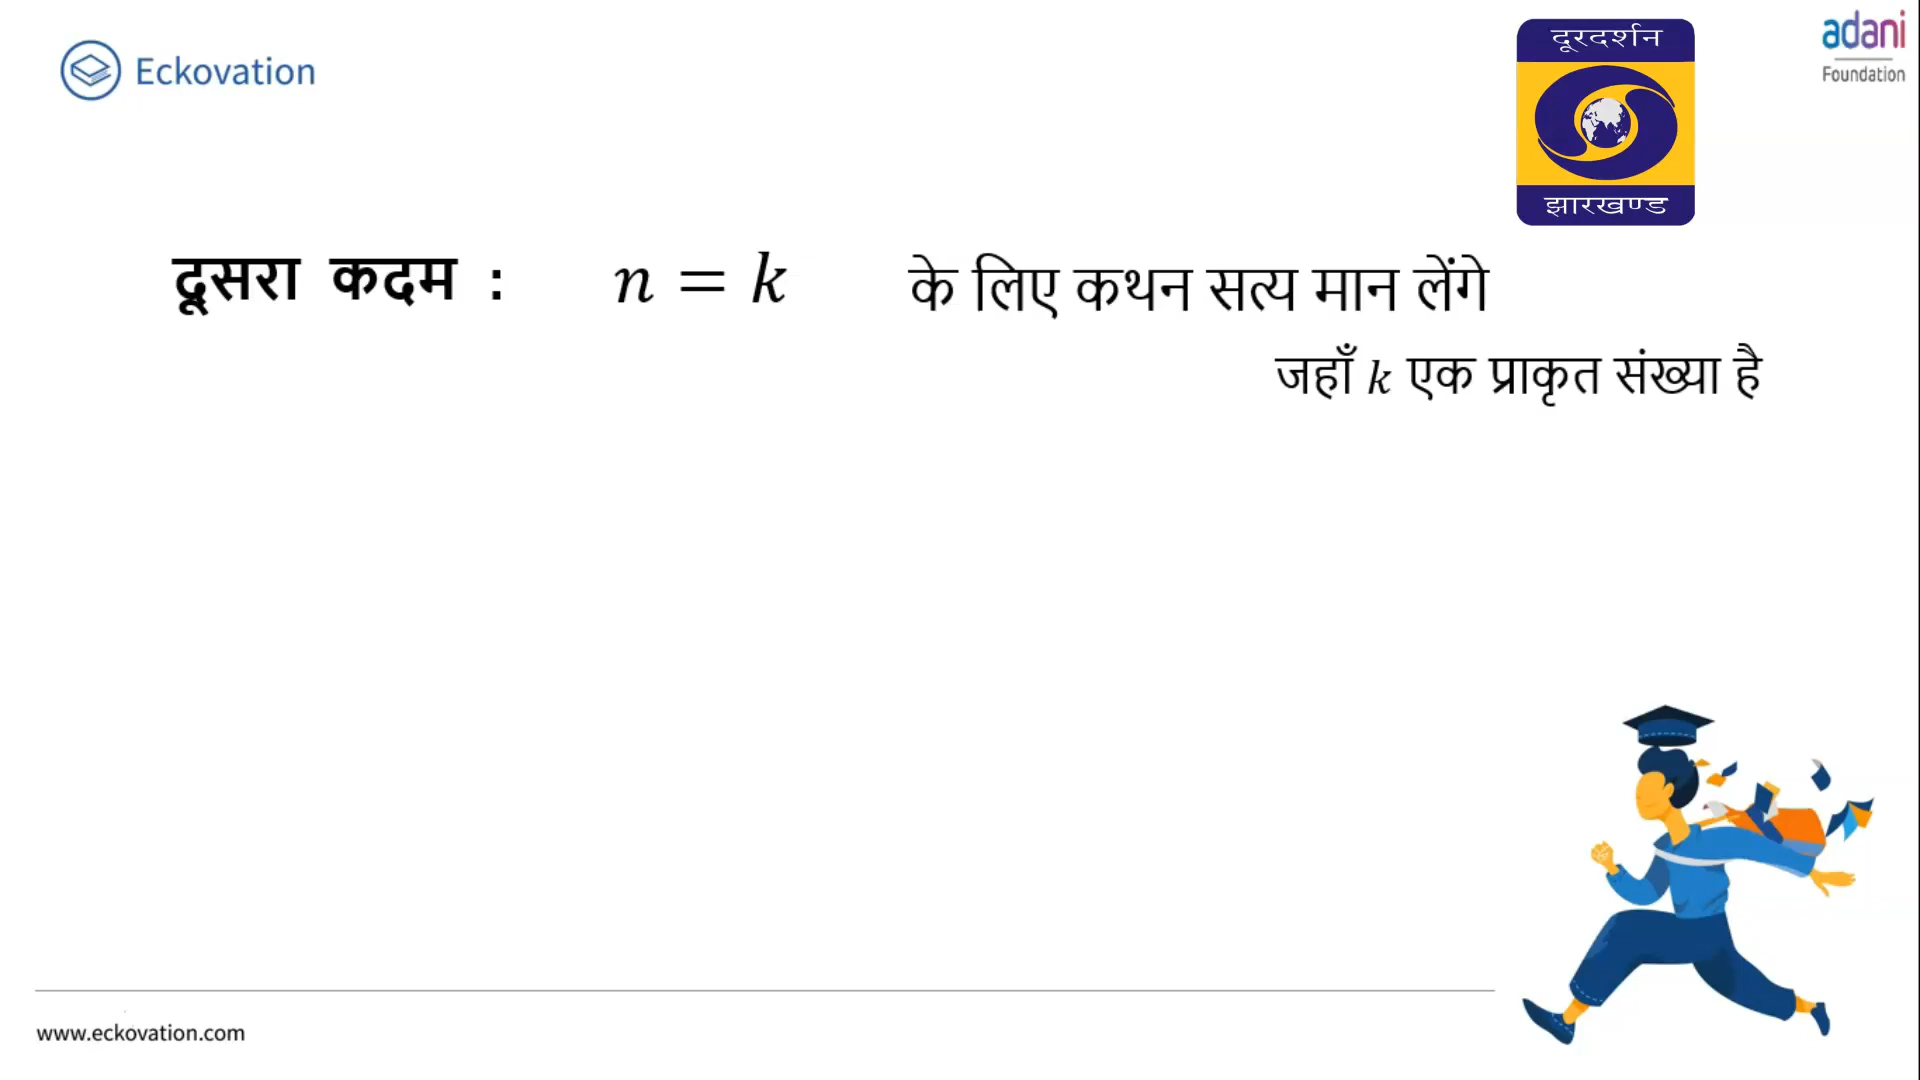 Eckovation
दूरदर्शन
झारखण्ड
adani
Foundation
दूसरा कदम : n = k के लिए कथन सत्य मान लेंगे
जहाँ k एक प्राकृत संख्या है
www.eckovation.com